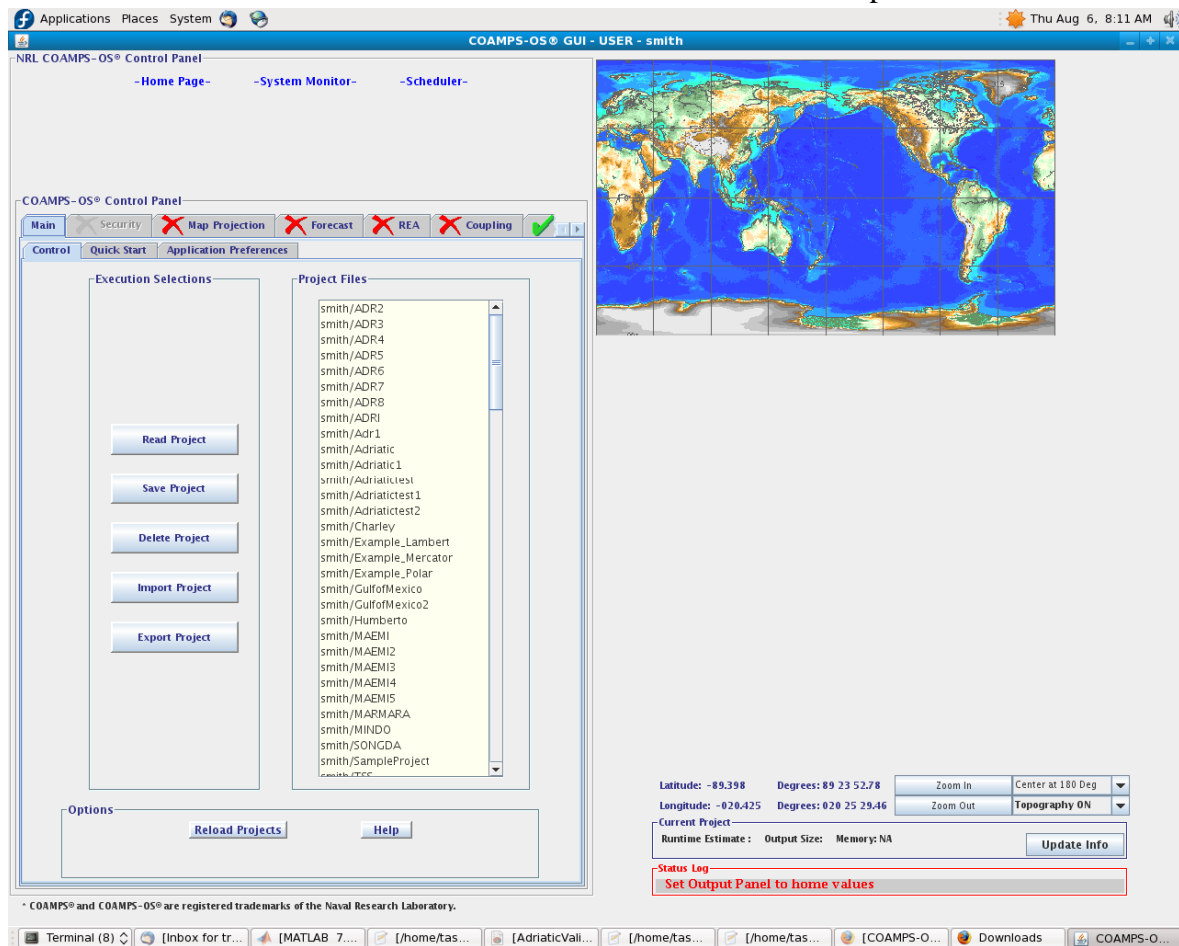 Applications Places System
Thu Aug 6, 8:11 AM
COAMPS-OS® GUI - USER - smith
NRL COAMPS-OS® Control Panel
-Home Page- -System Monitor- -Scheduler-
COAMPS-OS® Control Panel
Main Security Map Projection Forecast REA Coupling
Control Quick Start Application Preferences
Execution Selections
Read Project
Save Project
Delete Project
Import Project
Export Project
Project Files
smith/ADR2
smith/ADR3
smith/ADR4
smith/ADR5
smith/ADR6
smith/ADR7
smith/ADR8
smith/ADRI
smith/Adr1
smith/Adriatic
smith/Adriatic1
smith/Adriatictest
smith/Adriatictest1
smith/Adriatictest2
smith/Charley
smith/Example_Lambert
smith/Example_Mercator
smith/Example_Polar
smith/GulfofMexico
smith/GulfofMexico2
smith/Humberto
smith/MAEMI
smith/MAEMI2
smith/MAEMI3
smith/MAEMI4
smith/MAEMI5
smith/MARMARA
smith/MINDO
smith/SONGDA
smith/SampleProject
Options
Reload Projects Help
Latitude: -89.398 Degrees: 89 23 52.78 Zoom In Center at 180 Deg
Longitude: -020.425 Degrees: 020 25 29.46 Zoom Out Topography ON
Current Project
Runtime Estimate : Output Size: Memory: NA
Update Info
Status Log
Set Output Panel to home values
* COAMPS® and COAMPS-OS® are registered trademarks of the Naval Research Laboratory.
Terminal (8) [Inbox for tr... [MATLAB 7.... [/home/tas... [AdriaticVali... [/home/tas... [/home/tas... [COAMPS-O... Downloads COAMPS-O...